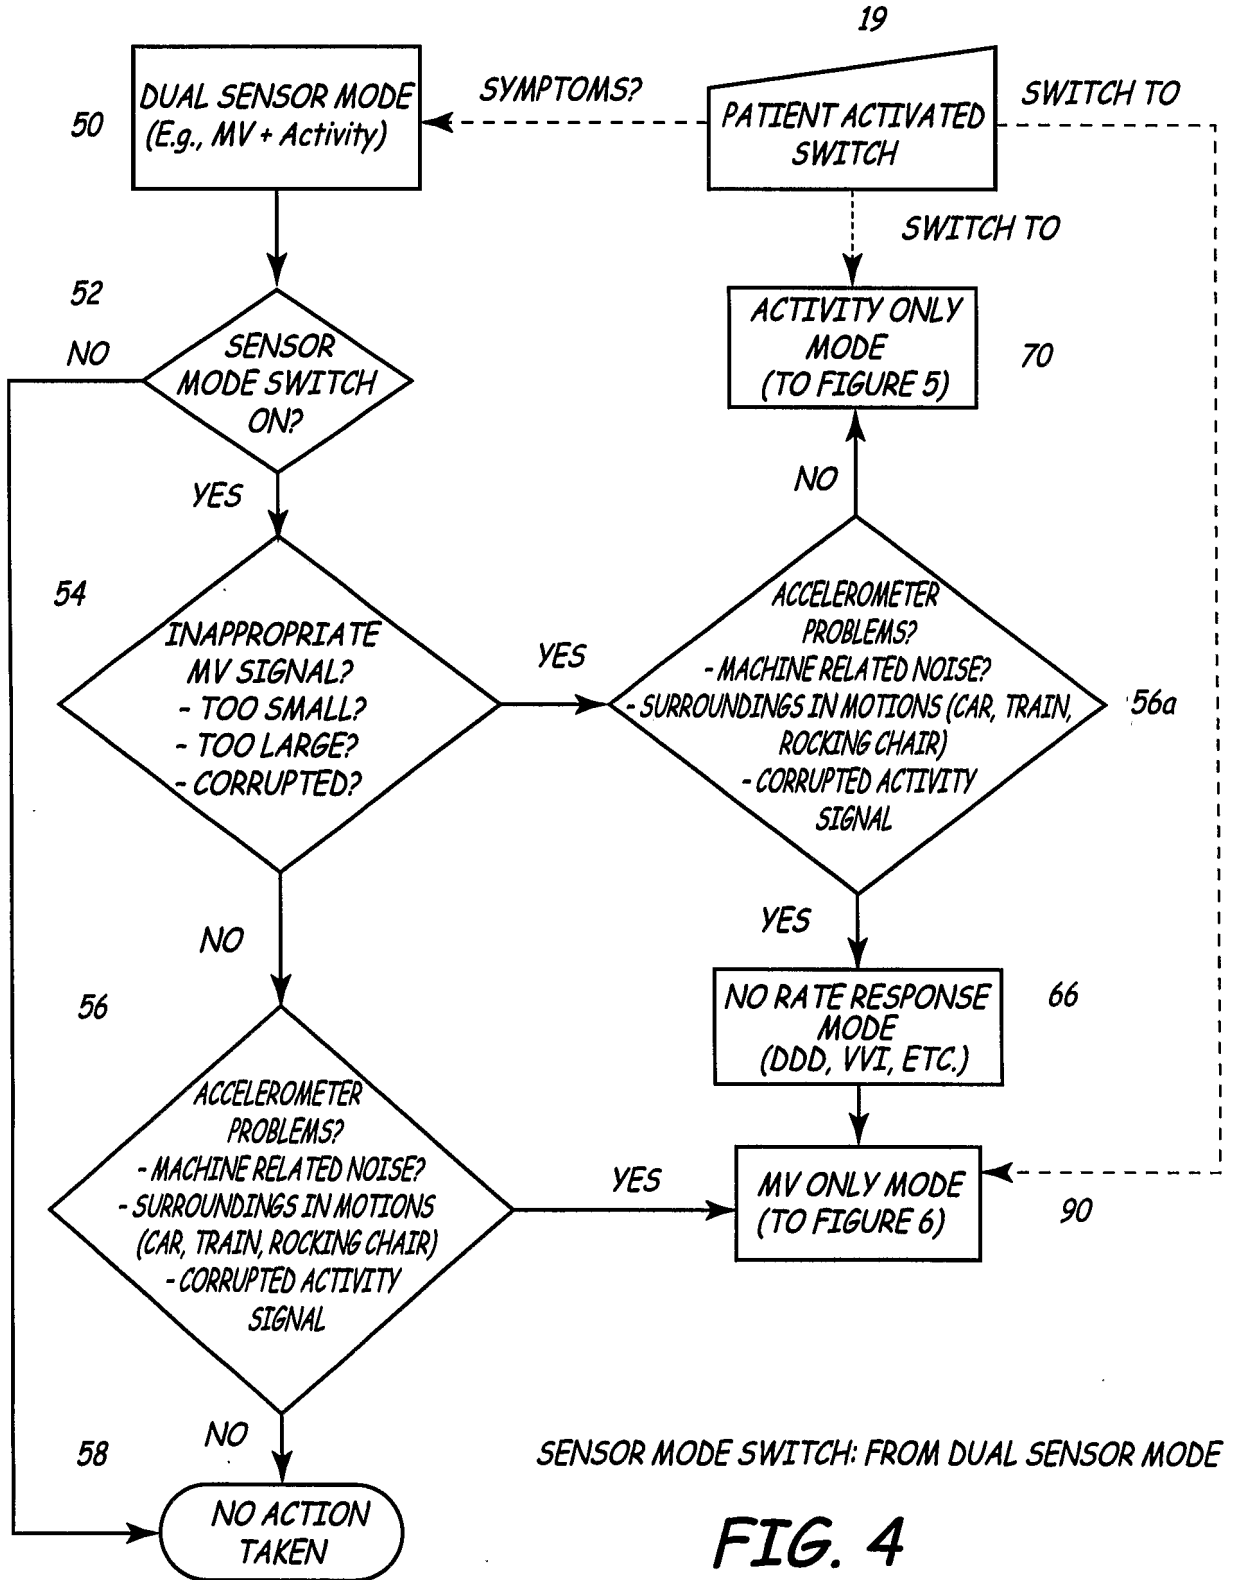 19
DUAL SENSOR MODE
(E.g., MV + Activity)
50
SYMPTOMS?
PATIENT ACTIVATED
SWITCH
SWITCH TO
SWITCH TO
52
NO
SENSOR
MODE SWITCH
ON?
ACTIVITY ONLY
MODE
(TO FIGURE 5)
70
YES
NO
54
INAPPROPRIATE
MV SIGNAL?
- TOO SMALL?
- TOO LARGE?
- CORRUPTED?
YES
ACCELEROMETER
PROBLEMS?
- MACHINE RELATED NOISE?
- SURROUNDINGS IN MOTIONS (CAR, TRAIN,
ROCKING CHAIR)
- CORRUPTED ACTIVITY
SIGNAL
56a
NO
YES
56
NO RATE RESPONSE
MODE
(DDD, VVI, ETC.)
66
ACCELEROMETER
PROBLEMS?
- MACHINE RELATED NOISE?
- SURROUNDINGS IN MOTIONS
(CAR, TRAIN, ROCKING CHAIR)
- CORRUPTED ACTIVITY
SIGNAL
YES
MV ONLY MODE
(TO FIGURE 6)
90
NO
58
NO ACTION
TAKEN
SENSOR MODE SWITCH: FROM DUAL SENSOR MODE
FIG. 4